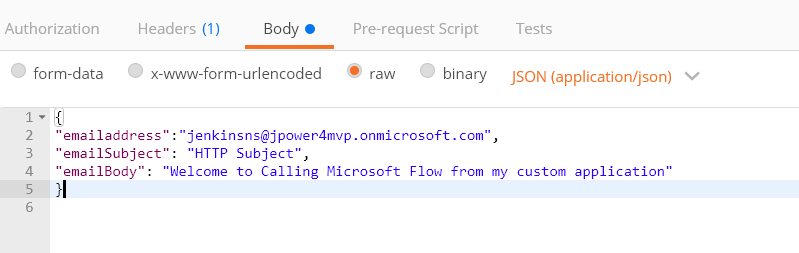 Authorization Headers (1) Body Pre-request Script Tests
form-data x-www-form-urlencoded raw binary JSON (application/json)
1 {
2 "emailaddress":"jenkinsns@jpower4mvp.onmicrosoft.com",
3 "emailSubject": "HTTP Subject",
4 "emailBody": "Welcome to Calling Microsoft Flow from my custom application"
5 }
6